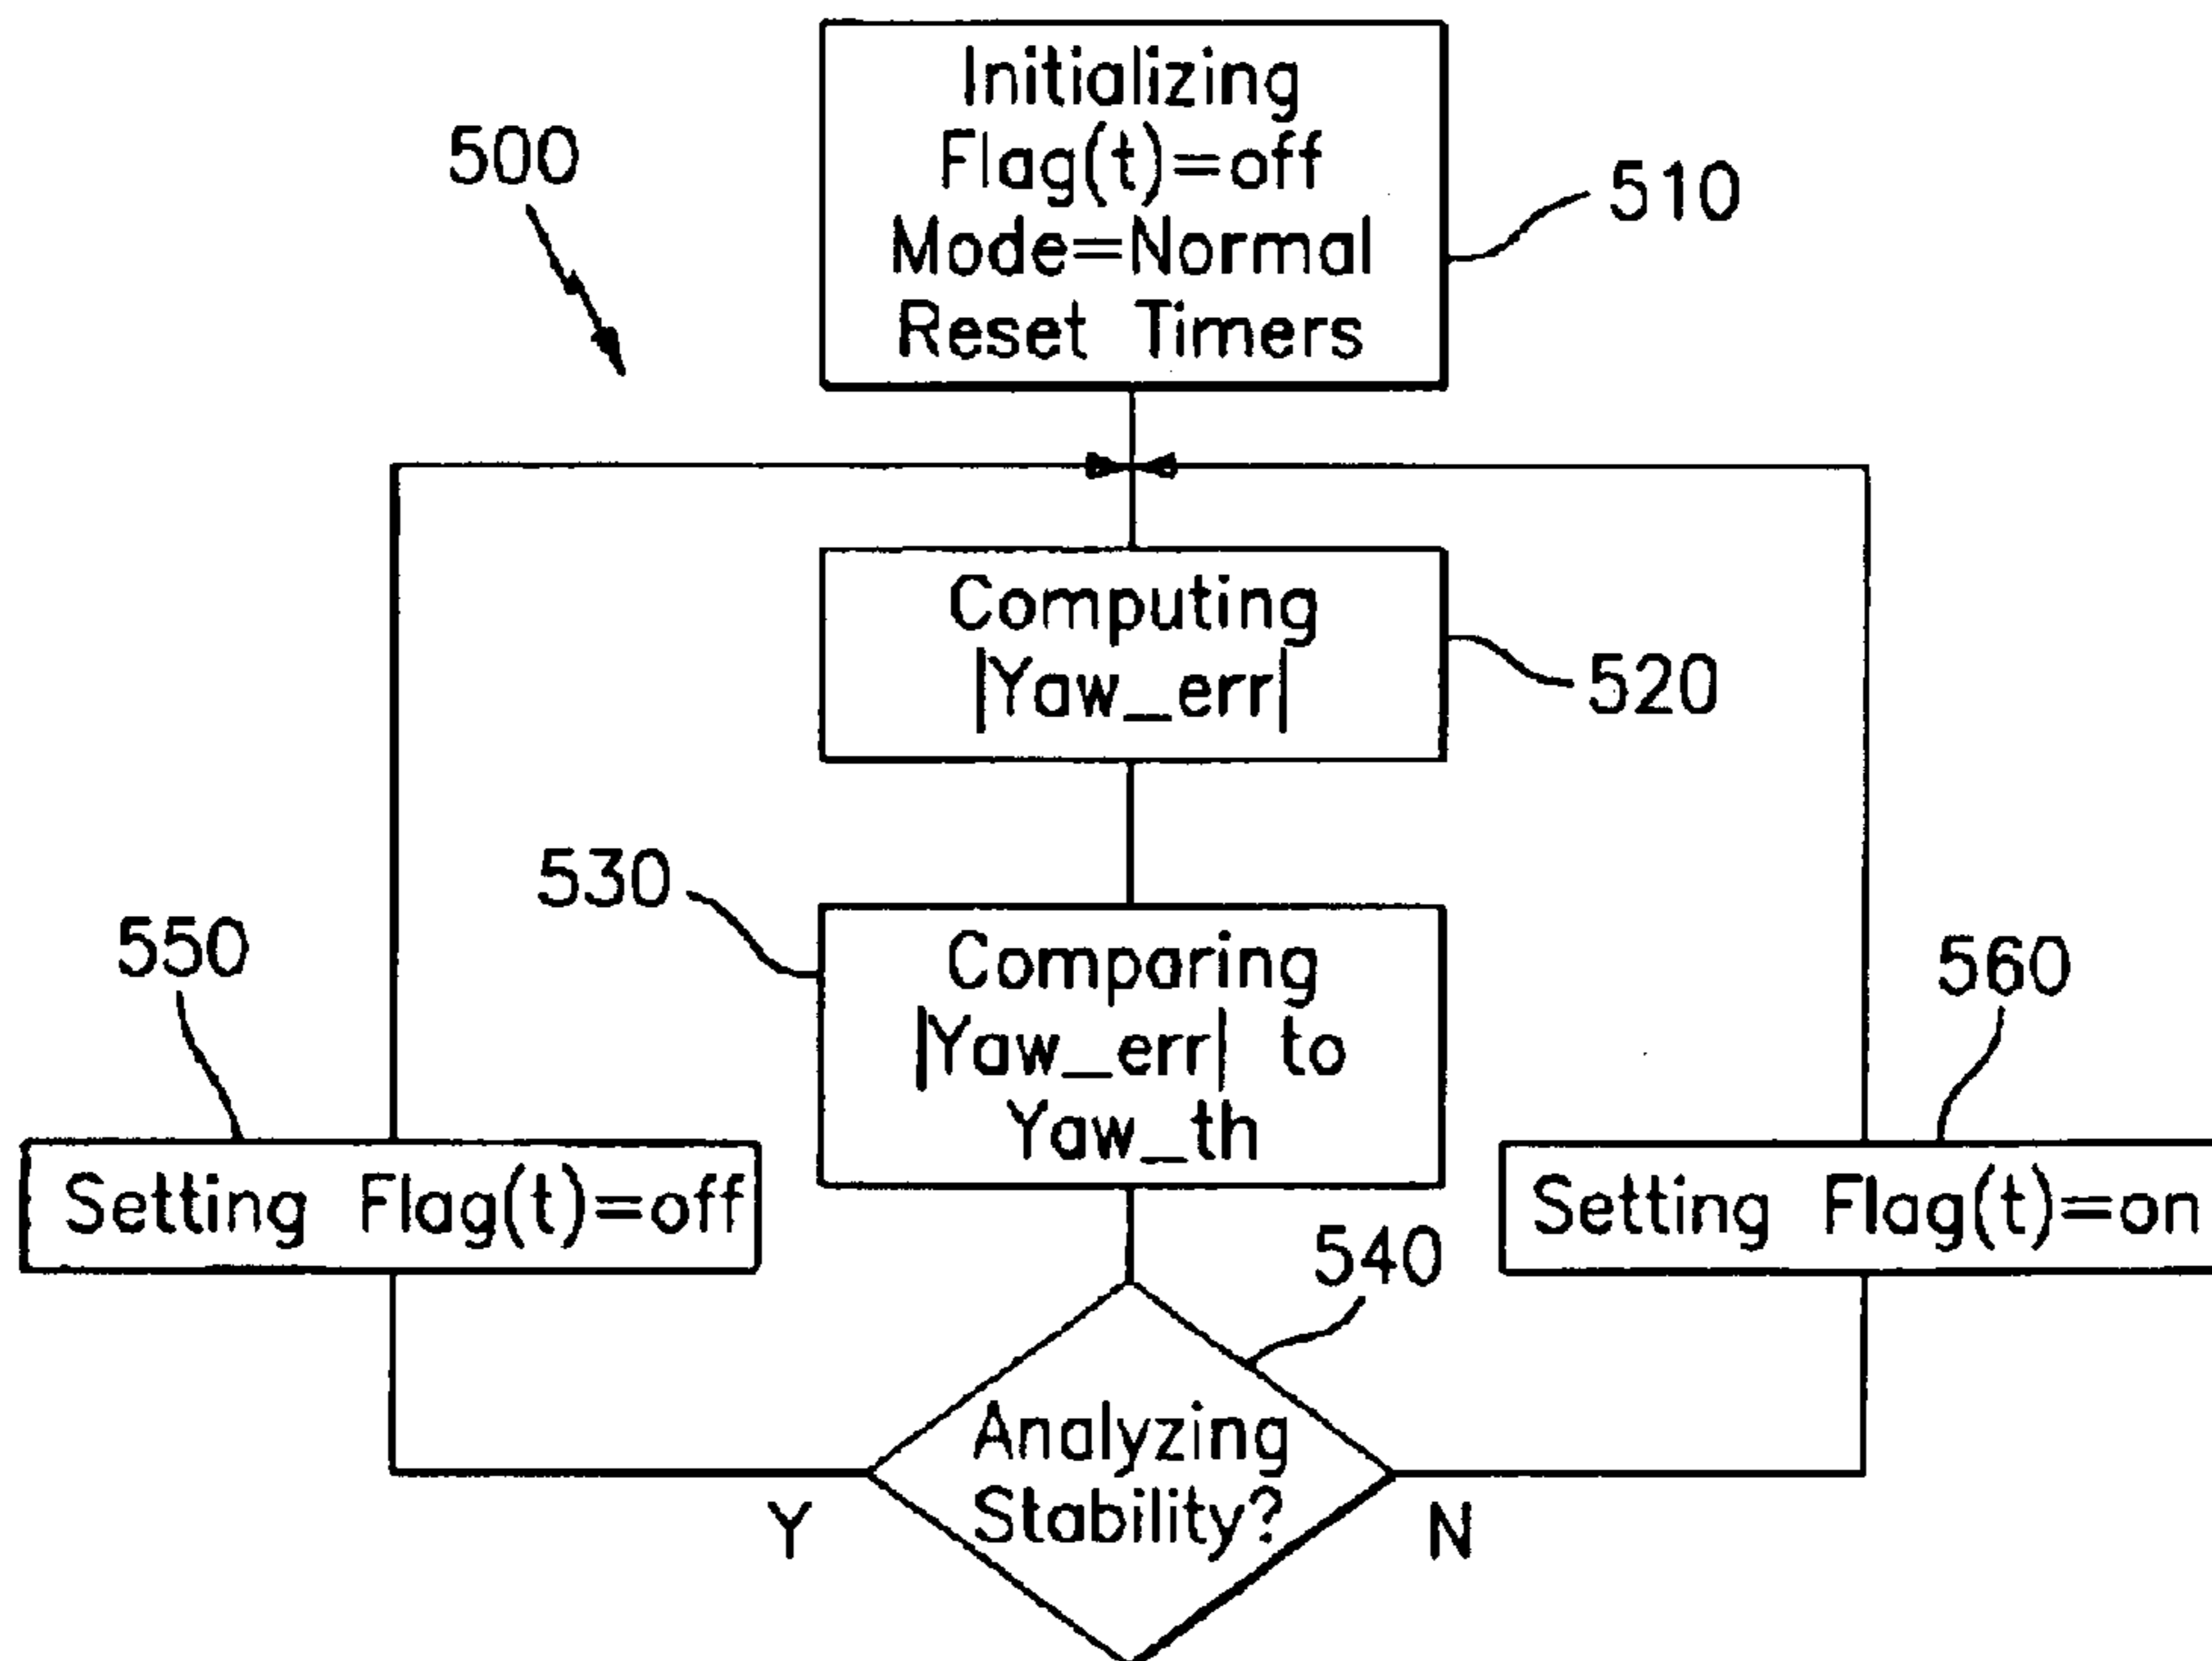 Initializing
Flag(t)=off
Mode=Normal
Reset Timers
500
510
Computing
|Yaw_err|
520
530
Comparing
|Yaw_err| to
Yaw_th
550
Setting Flag(t)=off
560
Setting Flag(t)=on
540
Analyzing
Stability?
Y
N